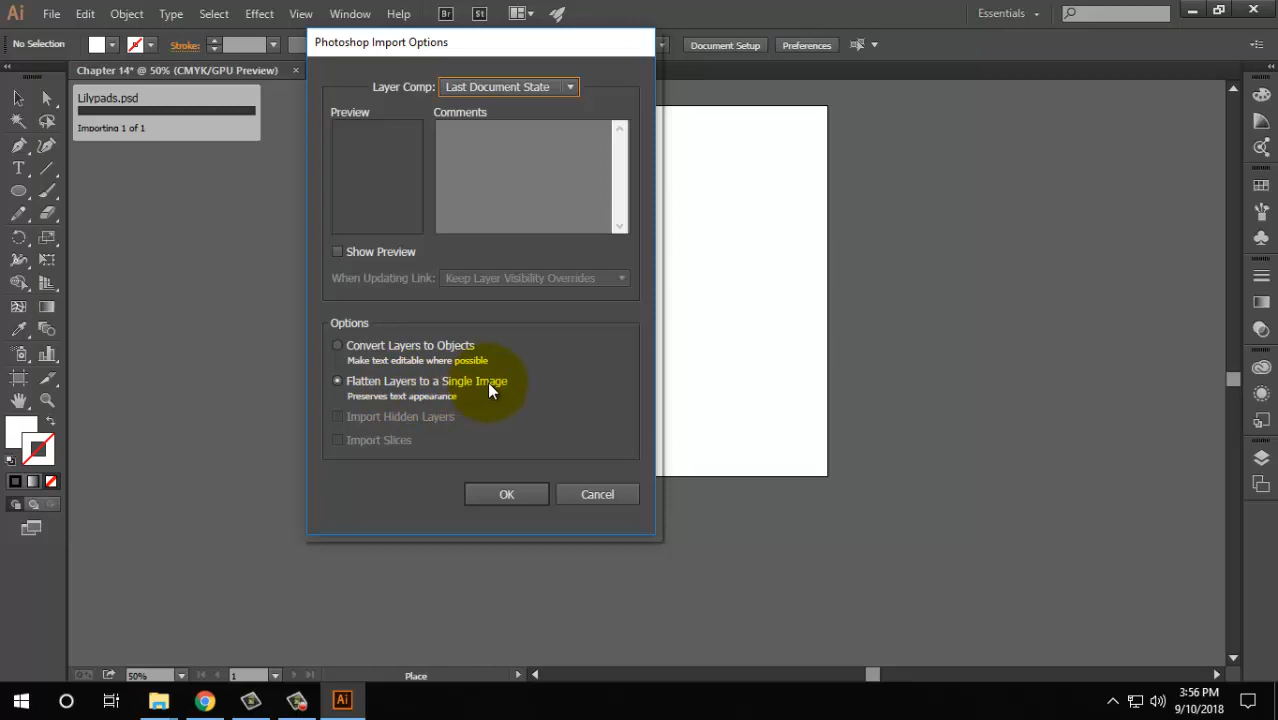 Ai File Edit Object Type Select Effect View Window Help Br St Essentials
No Selection Stroke: Document Setup Preferences
Chapter 14* @ 50% (CMYK/GPU Preview) ×
Lilypads.psd
Importing 1 of 1
Photoshop Import Options
Layer Comp: Last Document State
Preview Comments
Show Preview
When Updating Link: Keep Layer Visibility Overrides
Options
Convert Layers to Objects
Make text editable where possible
Flatten Layers to a Single Image
Preserves text appearance
Import Hidden Layers
Import Slices
OK Cancel
T
50% 1 Place
Ai 3:56 PM
9/10/2018